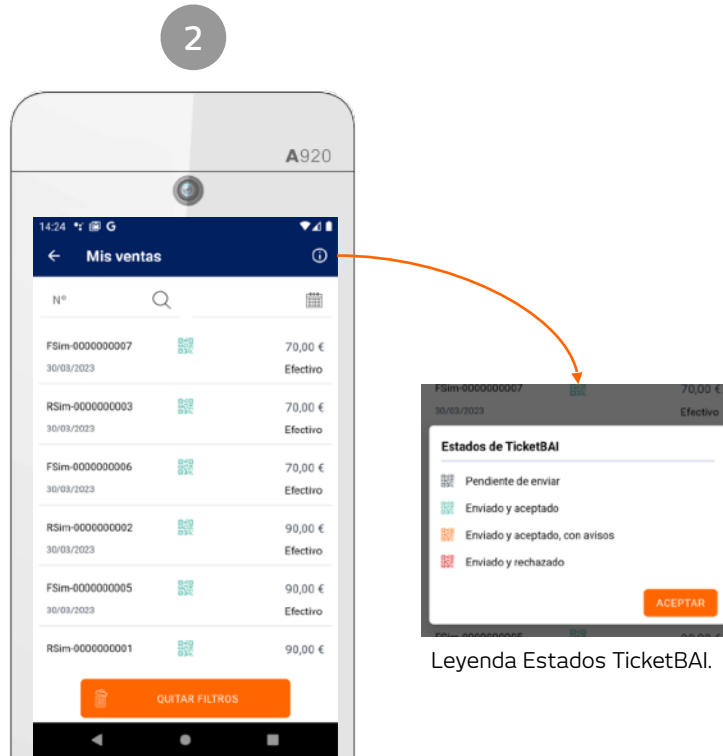 2
A920
14:24 G
Mis ventas
Nº
FSim-0000000007 70,00 €
30/03/2023 Efectivo
RSim-0000000003 70,00 €
30/03/2023 Efectivo
FSim-0000000006 70,00 €
30/03/2023 Efectivo
RSim-0000000002 90,00 €
30/03/2023 Efectivo
FSim-0000000005 90,00 €
30/03/2023 Efectivo
RSim-0000000001 90,00 €
QUITAR FILTROS
FSim-0000000007 70,00 €
30/03/2023 Efectivo
Estados de TicketBAI
Pendiente de enviar
Enviado y aceptado
Enviado y aceptado, con avisos
Enviado y rechazado
ACEPTAR
Leyenda Estados TicketBAI.